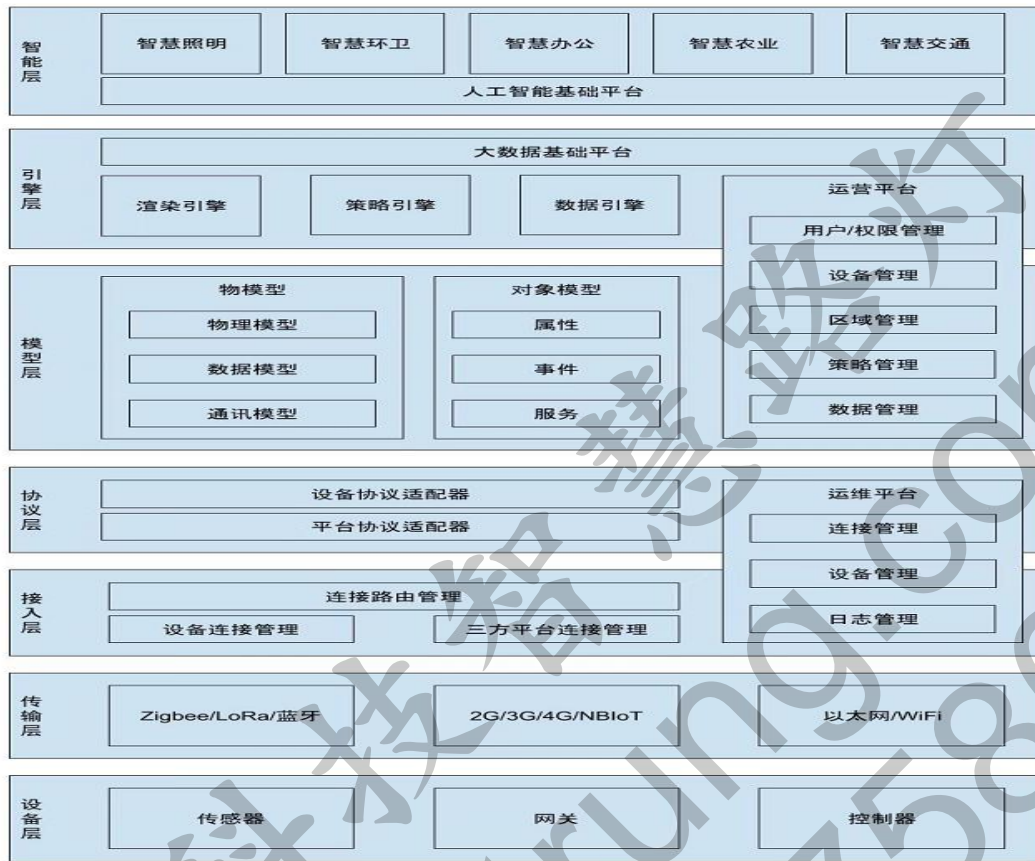 智能层
智慧照明
智慧环卫
智慧办公
智慧农业
智慧交通
人工智能基础平台
引擎层
大数据基础平台
渲染引擎
策略引擎
数据引擎
运营平台
用户/权限管理
设备管理
区域管理
策略管理
数据管理
模型层
物模型
物理模型
数据模型
通讯模型
对象模型
属性
事件
服务
协议层
设备协议适配器
平台协议适配器
运维平台
连接管理
设备管理
日志管理
接入层
连接路由管理
设备连接管理
三方平台连接管理
传输层
Zigbee/LoRa/蓝牙
2G/3G/4G/NBIoT
以太网/WiFi
设备层
传感器
网关
控制器
科技智慧路灯
rung.com
758